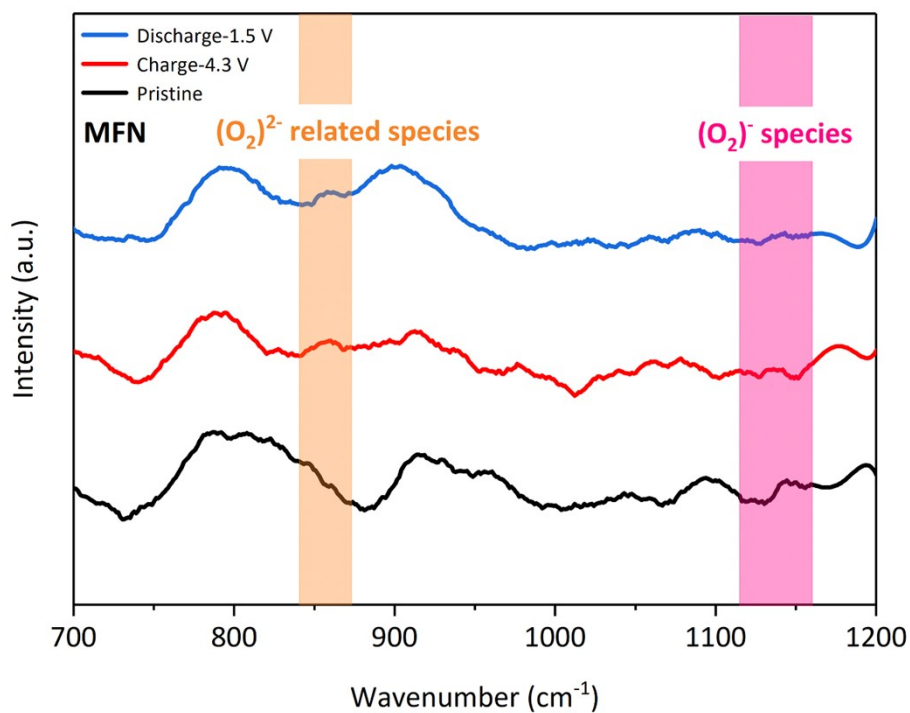 Discharge-1.5 V
Charge-4.3 V
Pristine
MFN
(O₂)²⁻ related species
(O₂)⁻ species
Intensity (a.u.)
700 800 900 1000 1100 1200
Wavenumber (cm⁻¹)